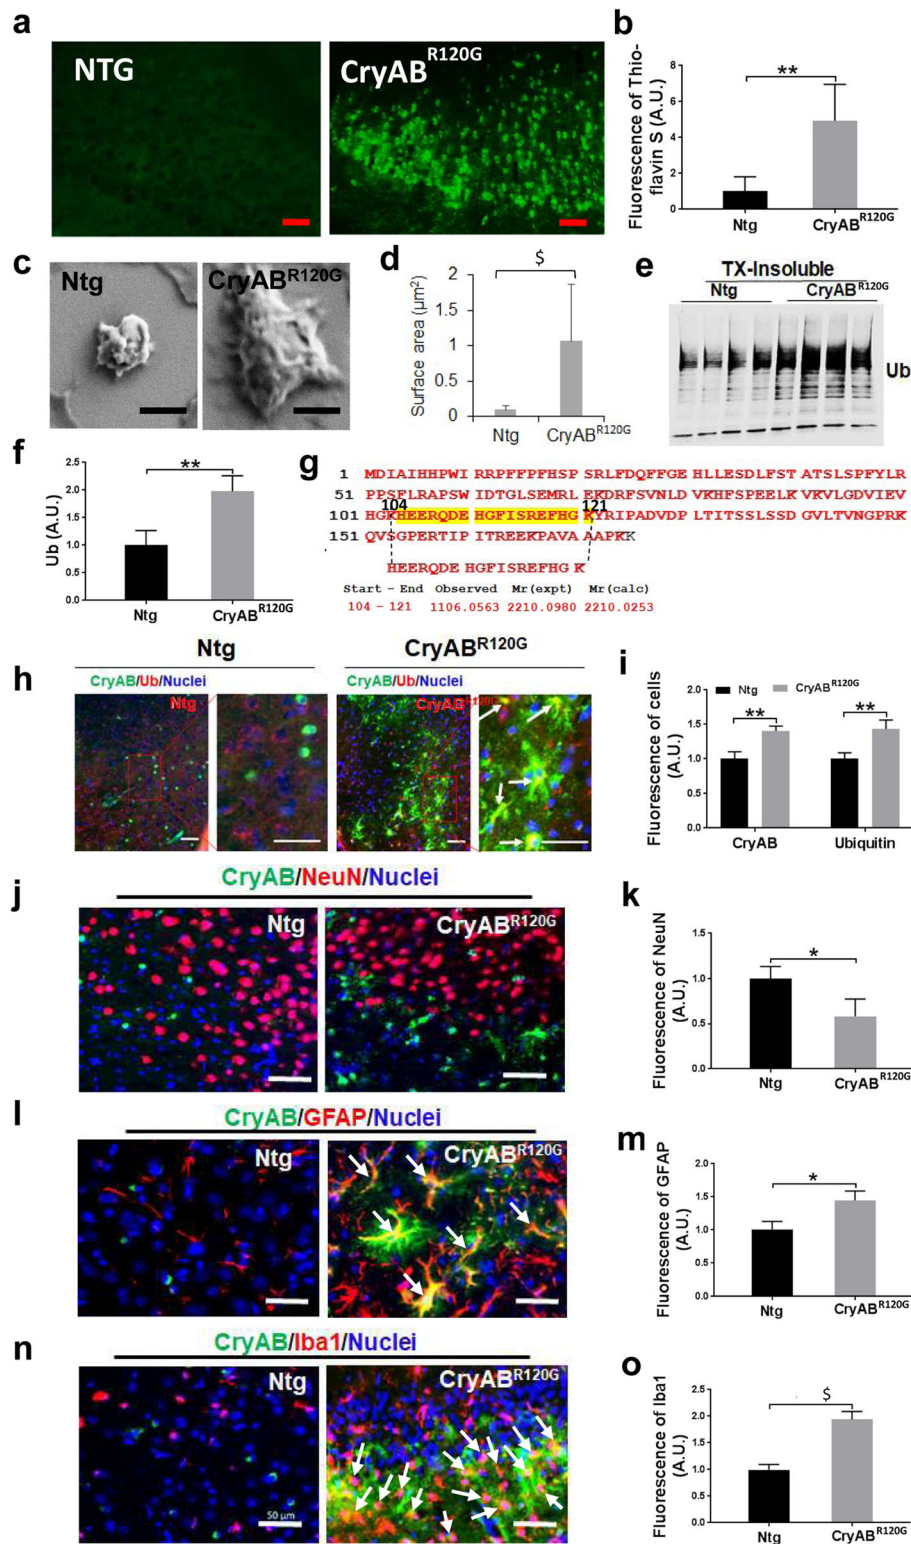 a
NTG
CryAB^R120G
b
Fluorescence of Thio-
flavin S (A.U.)
8
6
4
2
0
**
Ntg
CryAB^R120G
c
Ntg
CryAB^R120G
d
Surface area (μm²)
2
1.5
1
0.5
0
$
Ntg
CryAB^R120G
e
TX-Insoluble
Ntg
CryAB^R120G
Ub
f
Ub (A.U.)
2.5
2.0
1.5
1.0
0.5
0.0
**
Ntg
CryAB^R120G
g
1 MDIAIHHPWI RRPFFPFHSP SRLFDQFFGE HLLESDLFST ATSLSPFYLR
51 PPSFLRAPSW IDTGLSEMRL EKDRFSVNLD VKHFSPEELK VKVLGDVIEV
104 121
101 HGKHEERQDE HGFISREFHG KYRIPADVDP LTITSSLSSD GVLTVNGPRK
151 QVSGPERTIP ITREEKPAVA AAPKK
HEERQDE HGFISREFHG K
Start - End Observed Mr(expt) Mr(calc)
104 - 121 1106.0563 2210.0980 2210.0253
h
Ntg
CryAB^R120G
CryAB/Ub/Nuclei
CryAB/Ub/Nuclei
Ntg
CryAB^R120G
i
Fluorescence of cells
(A.U.)
Ntg CryAB^R120G
2.0
1.5
1.0
0.5
0.0
** **
CryAB Ubiquitin
j
CryAB/NeuN/Nuclei
Ntg
CryAB^R120G
k
Fluorescence of NeuN
(A.U.)
1.5
1.0
0.5
0.0
*
Ntg
CryAB^R120G
l
CryAB/GFAP/Nuclei
Ntg
CryAB^R120G
m
Fluorescence of GFAP
(A.U.)
2.0
1.5
1.0
0.5
0.0
*
Ntg
CryAB^R120G
n
CryAB/Iba1/Nuclei
Ntg
CryAB^R120G
50 μm
o
Fluorescence of Iba1
(A.U.)
2.5
2.0
1.5
1.0
0.5
0.0
$
Ntg
CryAB^R120G